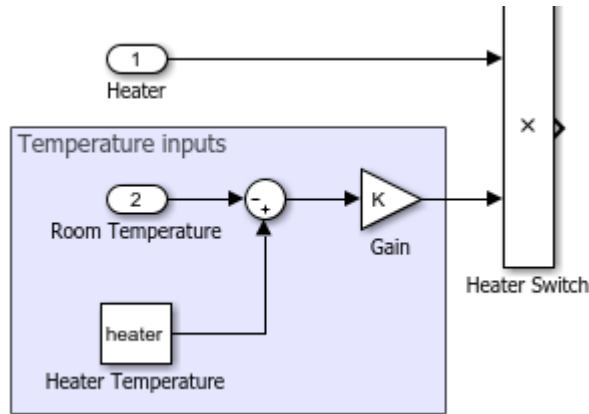 1
Heater
×
Temperature inputs
2
Room Temperature
-
+
K
Gain
Heater Switch
heater
Heater Temperature